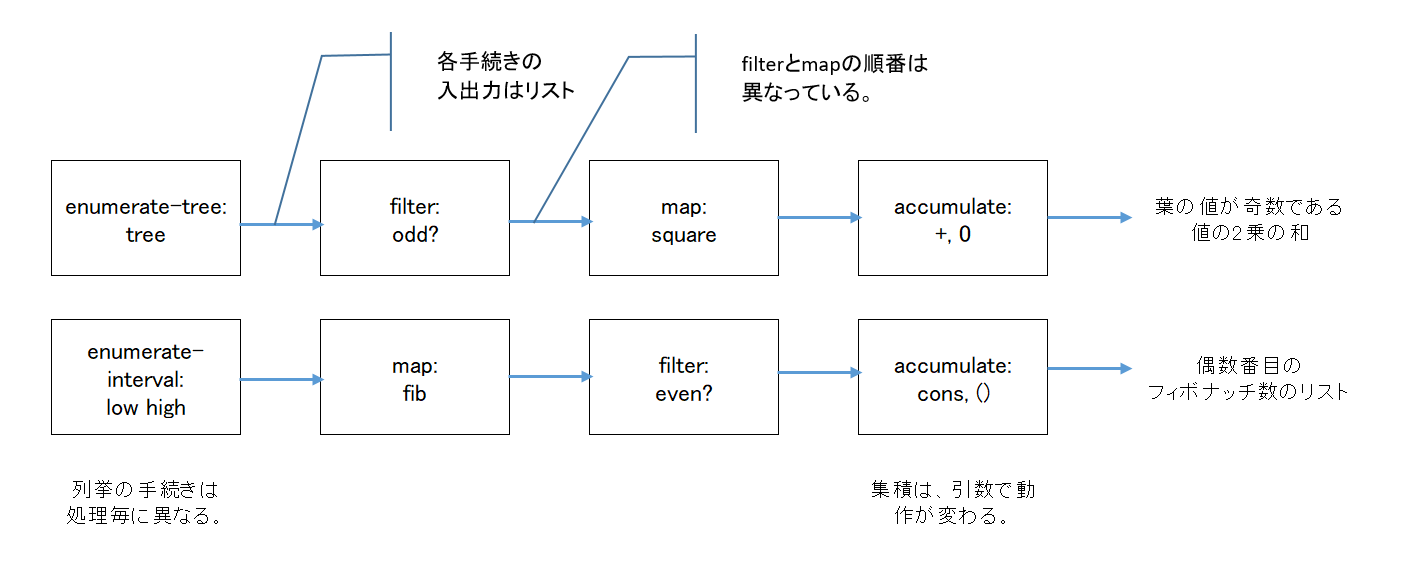 各手続きの
入出力はリスト
filterとmapの順番は
異なっている。
enumerate-tree:
tree
filter:
odd?
map:
square
accumulate:
+, 0
葉の値が奇数である
値の2乗の和
enumerate-
interval:
low high
map:
fib
filter:
even?
accumulate:
cons, ()
偶数番目の
フィボナッチ数のリスト
列挙の手続きは
処理毎に異なる。
集積は、引数で動
作が変わる。